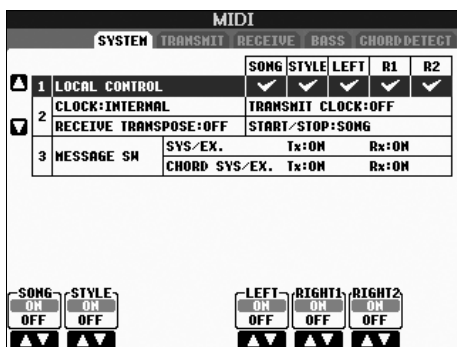 MIDI
SYSTEM TRANSMIT RECEIVE BASS CHORD DETECT
SONG STYLE LEFT R1 R2
1 LOCAL CONTROL
2 CLOCK:INTERNAL TRANSMIT CLOCK:OFF
RECEIVE TRANSPOSE:OFF START/STOP:SONG
3 MESSAGE SW SYS/EX. Tx:ON Rx:ON
CHORD SYS/EX. Tx:ON Rx:ON
SONG STYLE LEFT RIGHT1 RIGHT2
ON ON ON ON ON
OFF OFF OFF OFF OFF